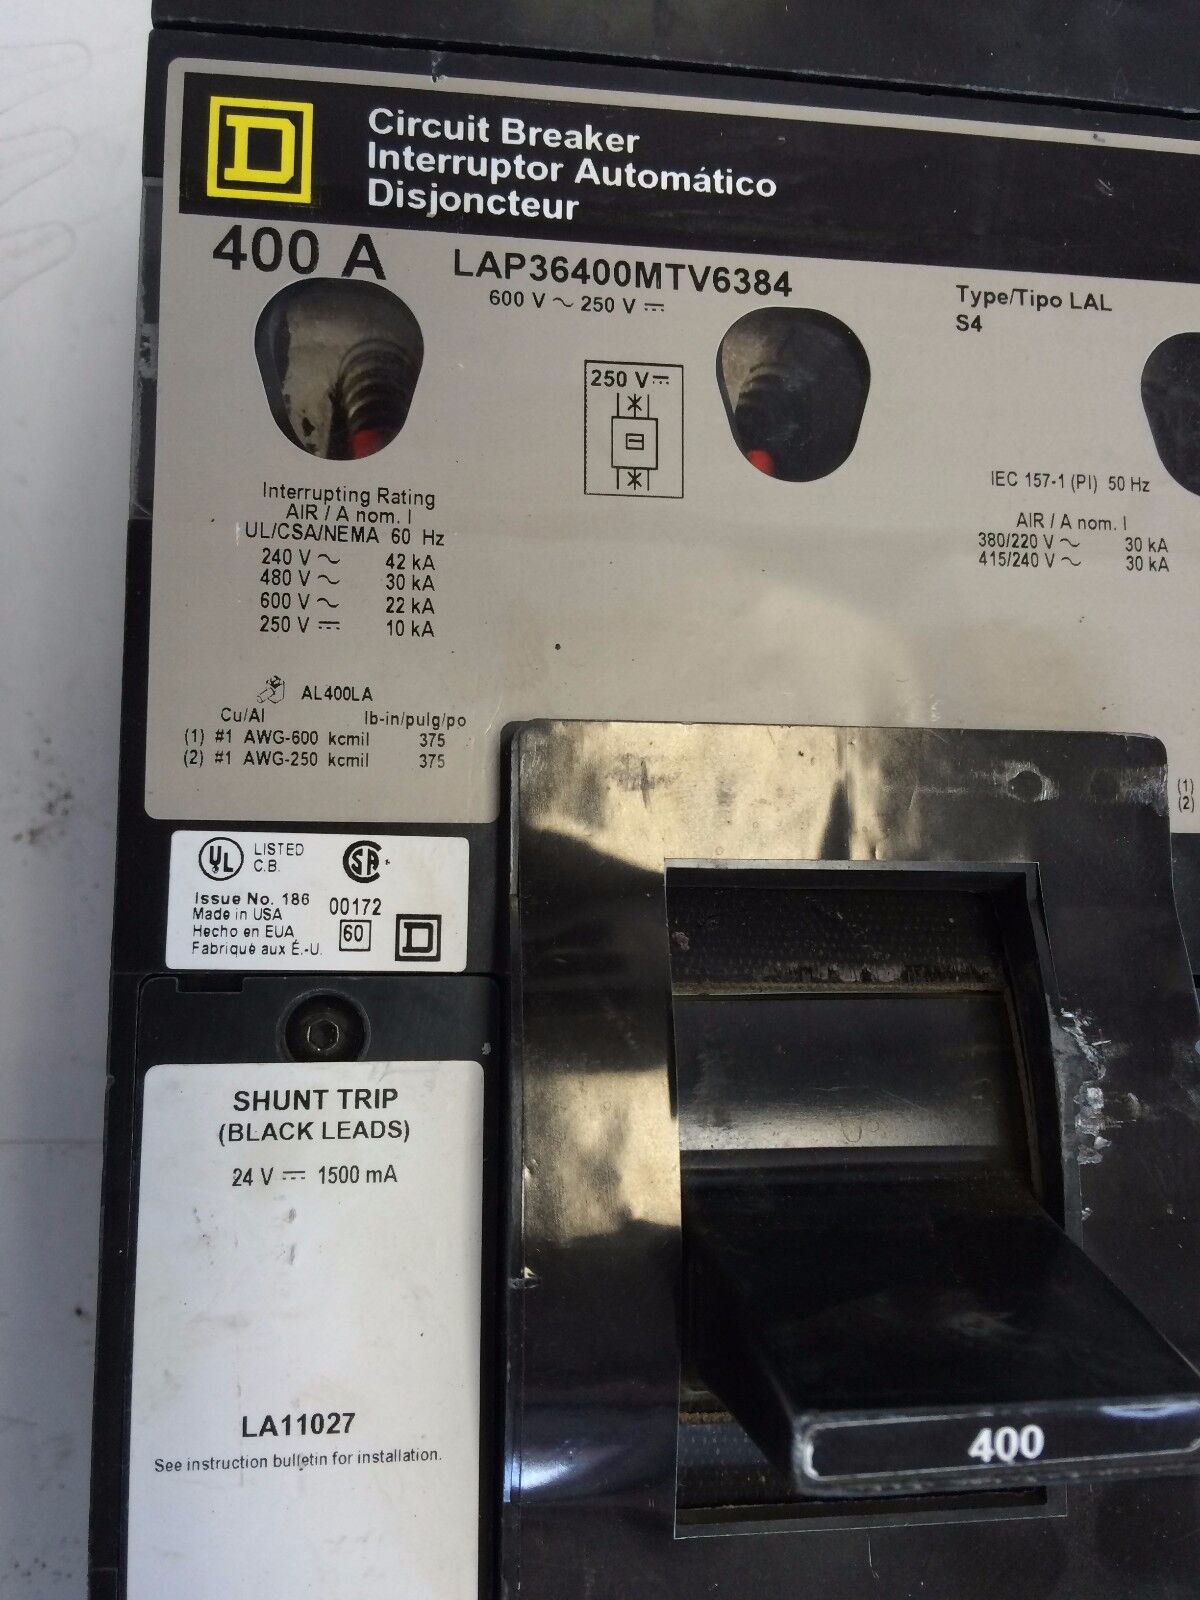 D
Circuit Breaker
Interruptor Automático
Disjoncteur
400 A
LAP36400MTV6384
600 V ~ 250 V ⎓
Type/Tipo LAL
S4
250 V ⎓
Interrupting Rating
AIR / A nom. I
UL/CSA/NEMA 60 Hz
240 V ~ 42 kA
480 V ~ 30 kA
600 V ~ 22 kA
250 V ⎓ 10 kA
IEC 157-1 (PI) 50 Hz
AIR / A nom. I
380/220 V ~ 30 kA
415/240 V ~ 30 kA
AL400LA
Cu/Al lb-in/pulg/po
(1) #1 AWG-600 kcmil 375
(2) #1 AWG-250 kcmil 375
(1)
(2)
UL LISTED
C.B.
SA
Issue No. 186 00172
Made in USA
Hecho en EUA 60 D
Fabriqué aux É.-U.
SHUNT TRIP
(BLACK LEADS)
24 V ⎓ 1500 mA
LA11027
See instruction bulletin for installation.
400